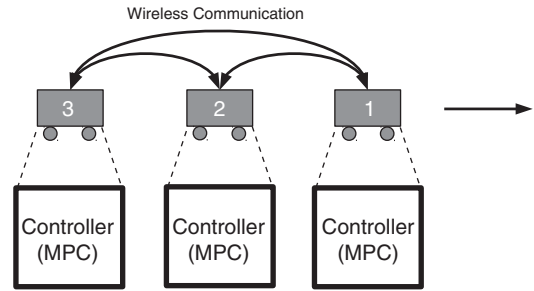 Wireless Communication
3
2
1
Controller
(MPC)
Controller
(MPC)
Controller
(MPC)